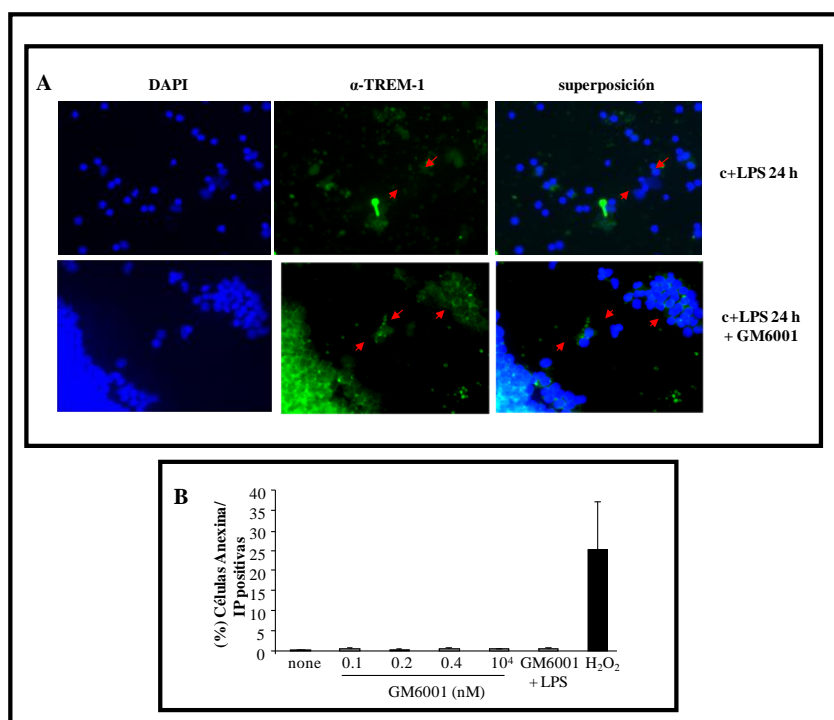 A
DAPI
α-TREM-1
superposición
c+LPS 24 h
c+LPS 24 h
+ GM6001
B
(%) Células Anexina/
IP positivas
40
35
30
25
20
15
10
5
0
none
0.1
0.2
0.4
10⁴
GM6001
+ LPS
H₂O₂
GM6001 (nM)